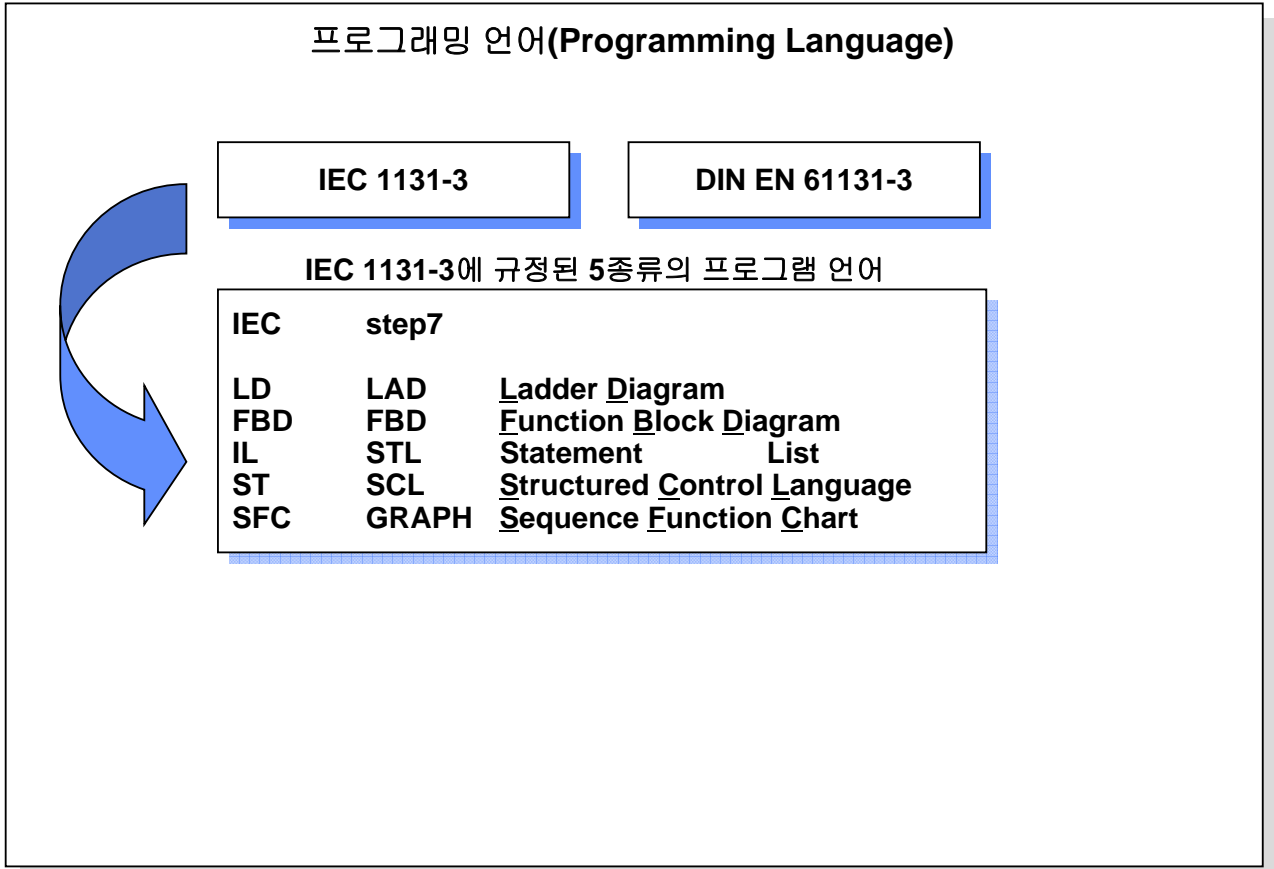 프로그래밍 언어(Programming Language)
IEC 1131-3
DIN EN 61131-3
IEC 1131-3에 규정된 5종류의 프로그램 언어
IEC step7
LD LAD Ladder Diagram
FBD FBD Function Block Diagram
IL STL Statement List
ST SCL Structured Control Language
SFC GRAPH Sequence Function Chart